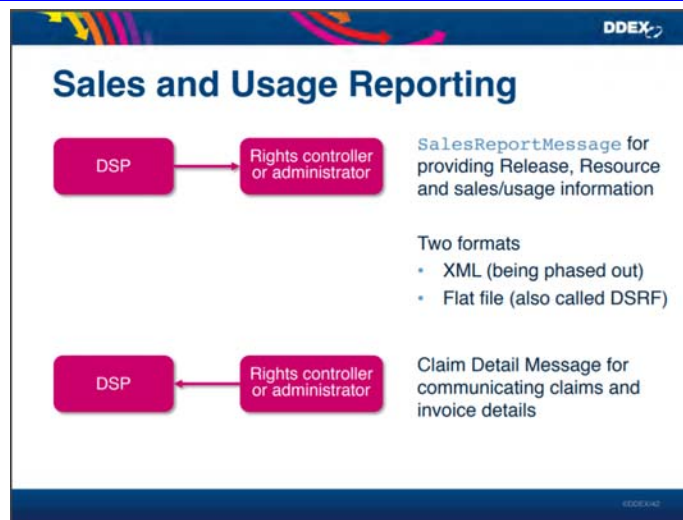 DDEX
Sales and Usage Reporting
DSP
Rights controller
or administrator
SalesReportMessage for
providing Release, Resource
and sales/usage information
Two formats
• XML (being phased out)
• Flat file (also called DSRF)
DSP
Rights controller
or administrator
Claim Detail Message for
communicating claims and
invoice details